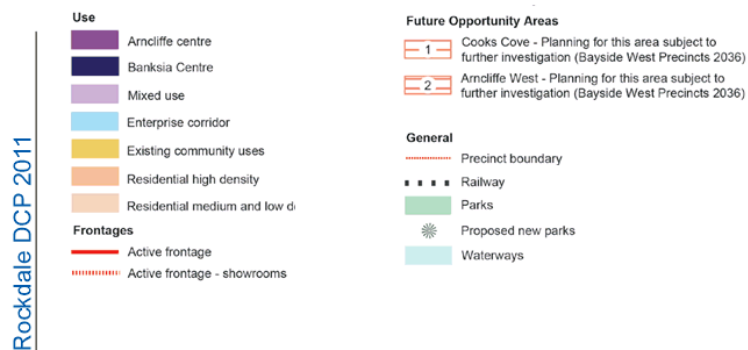 Rockdale DCP 2011
Use
Arncliffe centre
Banksia Centre
Mixed use
Enterprise corridor
Existing community uses
Residential high density
Residential medium and low
Frontages
Active frontage
Active frontage - showrooms
Future Opportunity Areas
1
Cooks Cove - Planning for this area subject to
further investigation (Bayside West Precincts 2036)
2
Arncliffe West - Planning for this area subject to
further investigation (Bayside West Precincts 2036)
General
Precinct boundary
Railway
Parks
Proposed new parks
Waterways